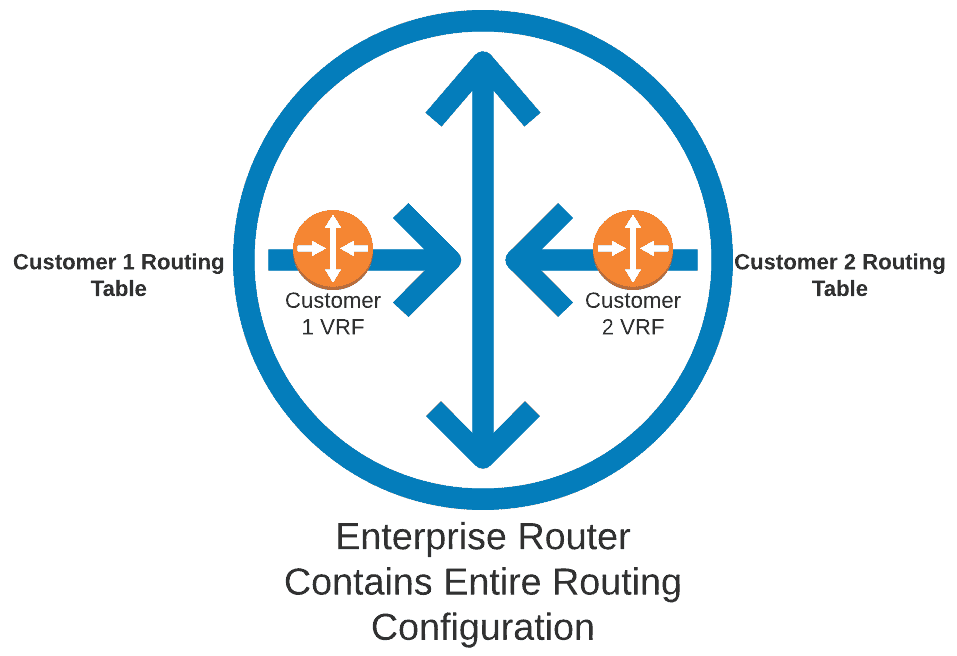 Customer 1 Routing
Table
Customer
1 VRF
Customer
2 VRF
Customer 2 Routing
Table
Enterprise Router
Contains Entire Routing
Configuration